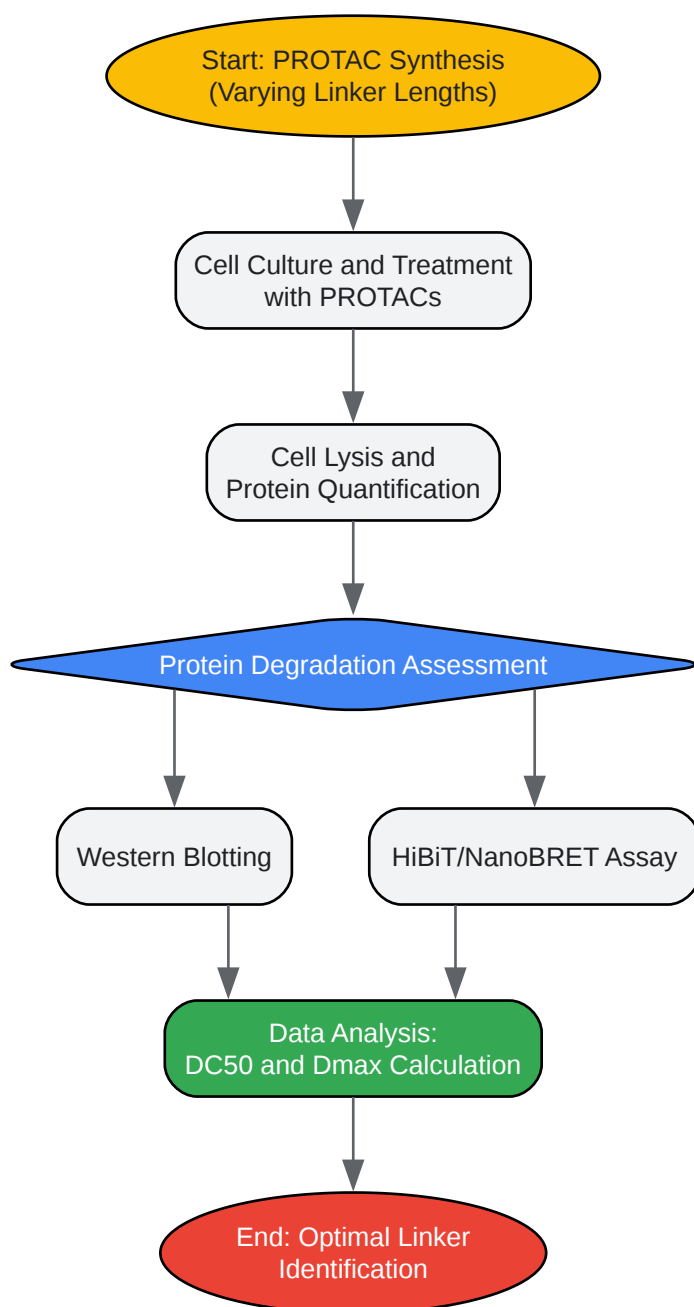 Start: PROTAC Synthesis
(Varying Linker Lengths)
Cell Culture and Treatment
with PROTACs
Cell Lysis and
Protein Quantification
Protein Degradation Assessment
Western Blotting
HiBiT/NanoBRET Assay
Data Analysis:
DC50 and Dmax Calculation
End: Optimal Linker
Identification